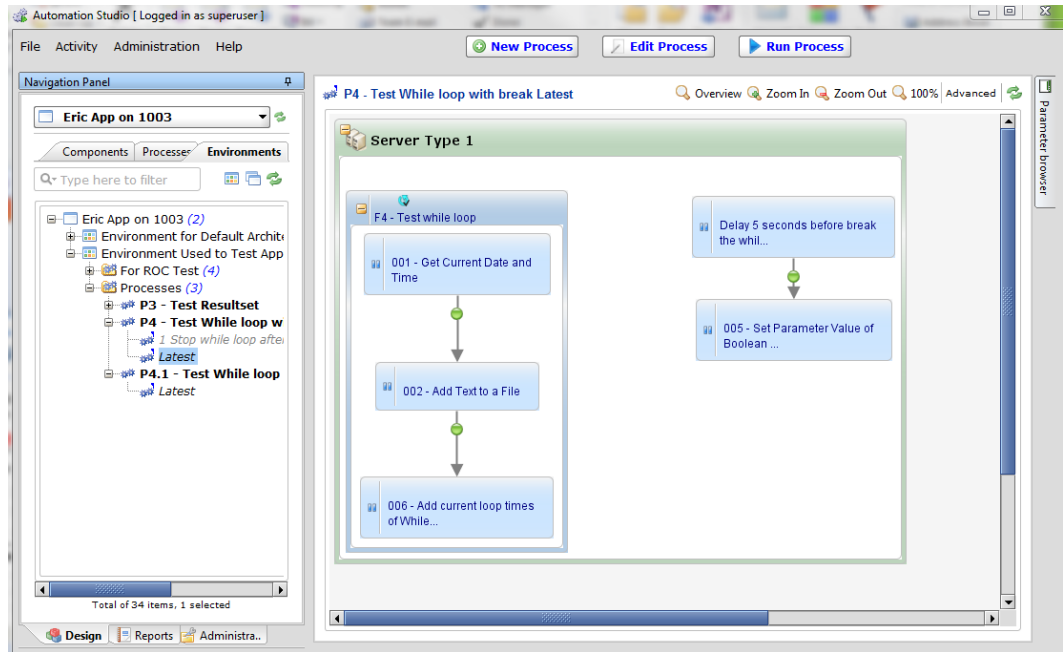 Automation Studio [ Logged in as superuser ]
File Activity Administration Help
New Process
Edit Process
Run Process
Navigation Panel
Eric App on 1003
Components Processes Environments
Type here to filter
Eric App on 1003 (2)
Environment for Default Archite
Environment Used to Test App
For ROC Test (4)
Processes (3)
P3 - Test Resultset
P4 - Test While loop w
1 Stop while loop after
Latest
P4.1 - Test While loop
Latest
Total of 34 items, 1 selected
Design Reports Administra..
P4 - Test While loop with break Latest
Overview Zoom In Zoom Out 100% Advanced
Server Type 1
F4 - Test while loop
001 - Get Current Date and
Time
002 - Add Text to a File
006 - Add current loop times
of While...
Delay 5 seconds before break
the whil...
005 - Set Parameter Value of
Boolean ...
Parameter browser